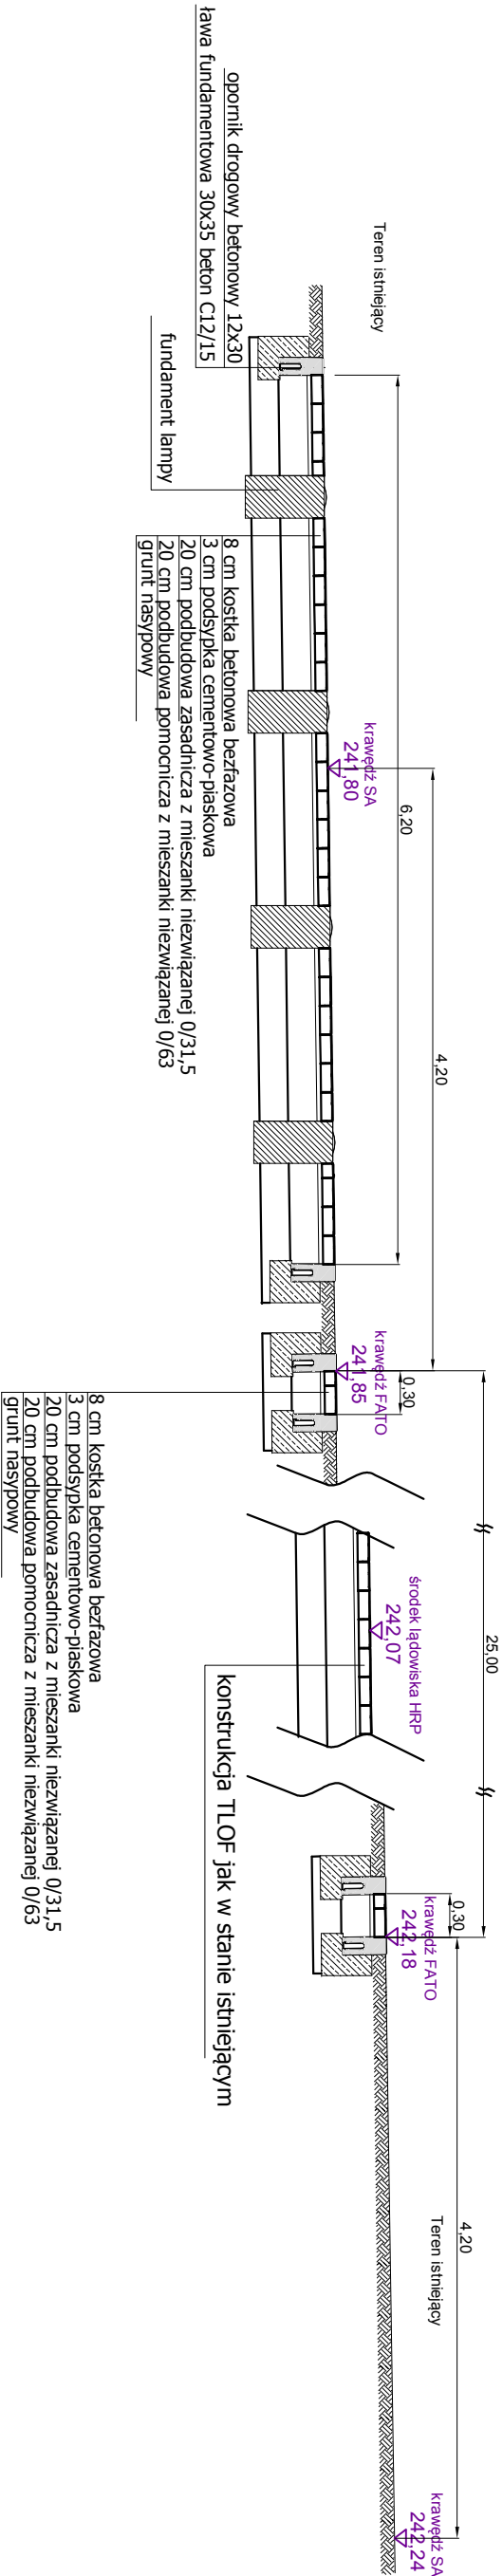 Teren istniejący
opornik drogowy betonowy 12x30
ława fundamentowa 30x35 beton C12/15
fundament lampy
8 cm kostka betonowa bezfazowa
3 cm podsypka cementowo-piaskowa
20 cm podbudowa zasadnicza z mieszanki niezwiązanej 0/31,5
20 cm podbudowa pomocnicza z mieszanki niezwiązanej 0/63
grunt nasypowy
krawędź SA
241,80
6,20
4,20
krawędź FATO
241,85
0,30
8 cm kostka betonowa bezfazowa
3 cm podsypka cementowo-piaskowa
20 cm podbudowa zasadnicza z mieszanki niezwiązanej 0/31,5
20 cm podbudowa pomocnicza z mieszanki niezwiązanej 0/63
grunt nasypowy
25,00
środek lądowiska HRP
242,07
konstrukcja TLOF jak w stanie istniejącym
0,30
krawędź FATO
242,18
4,20
Teren istniejący
krawędź SA
242,24